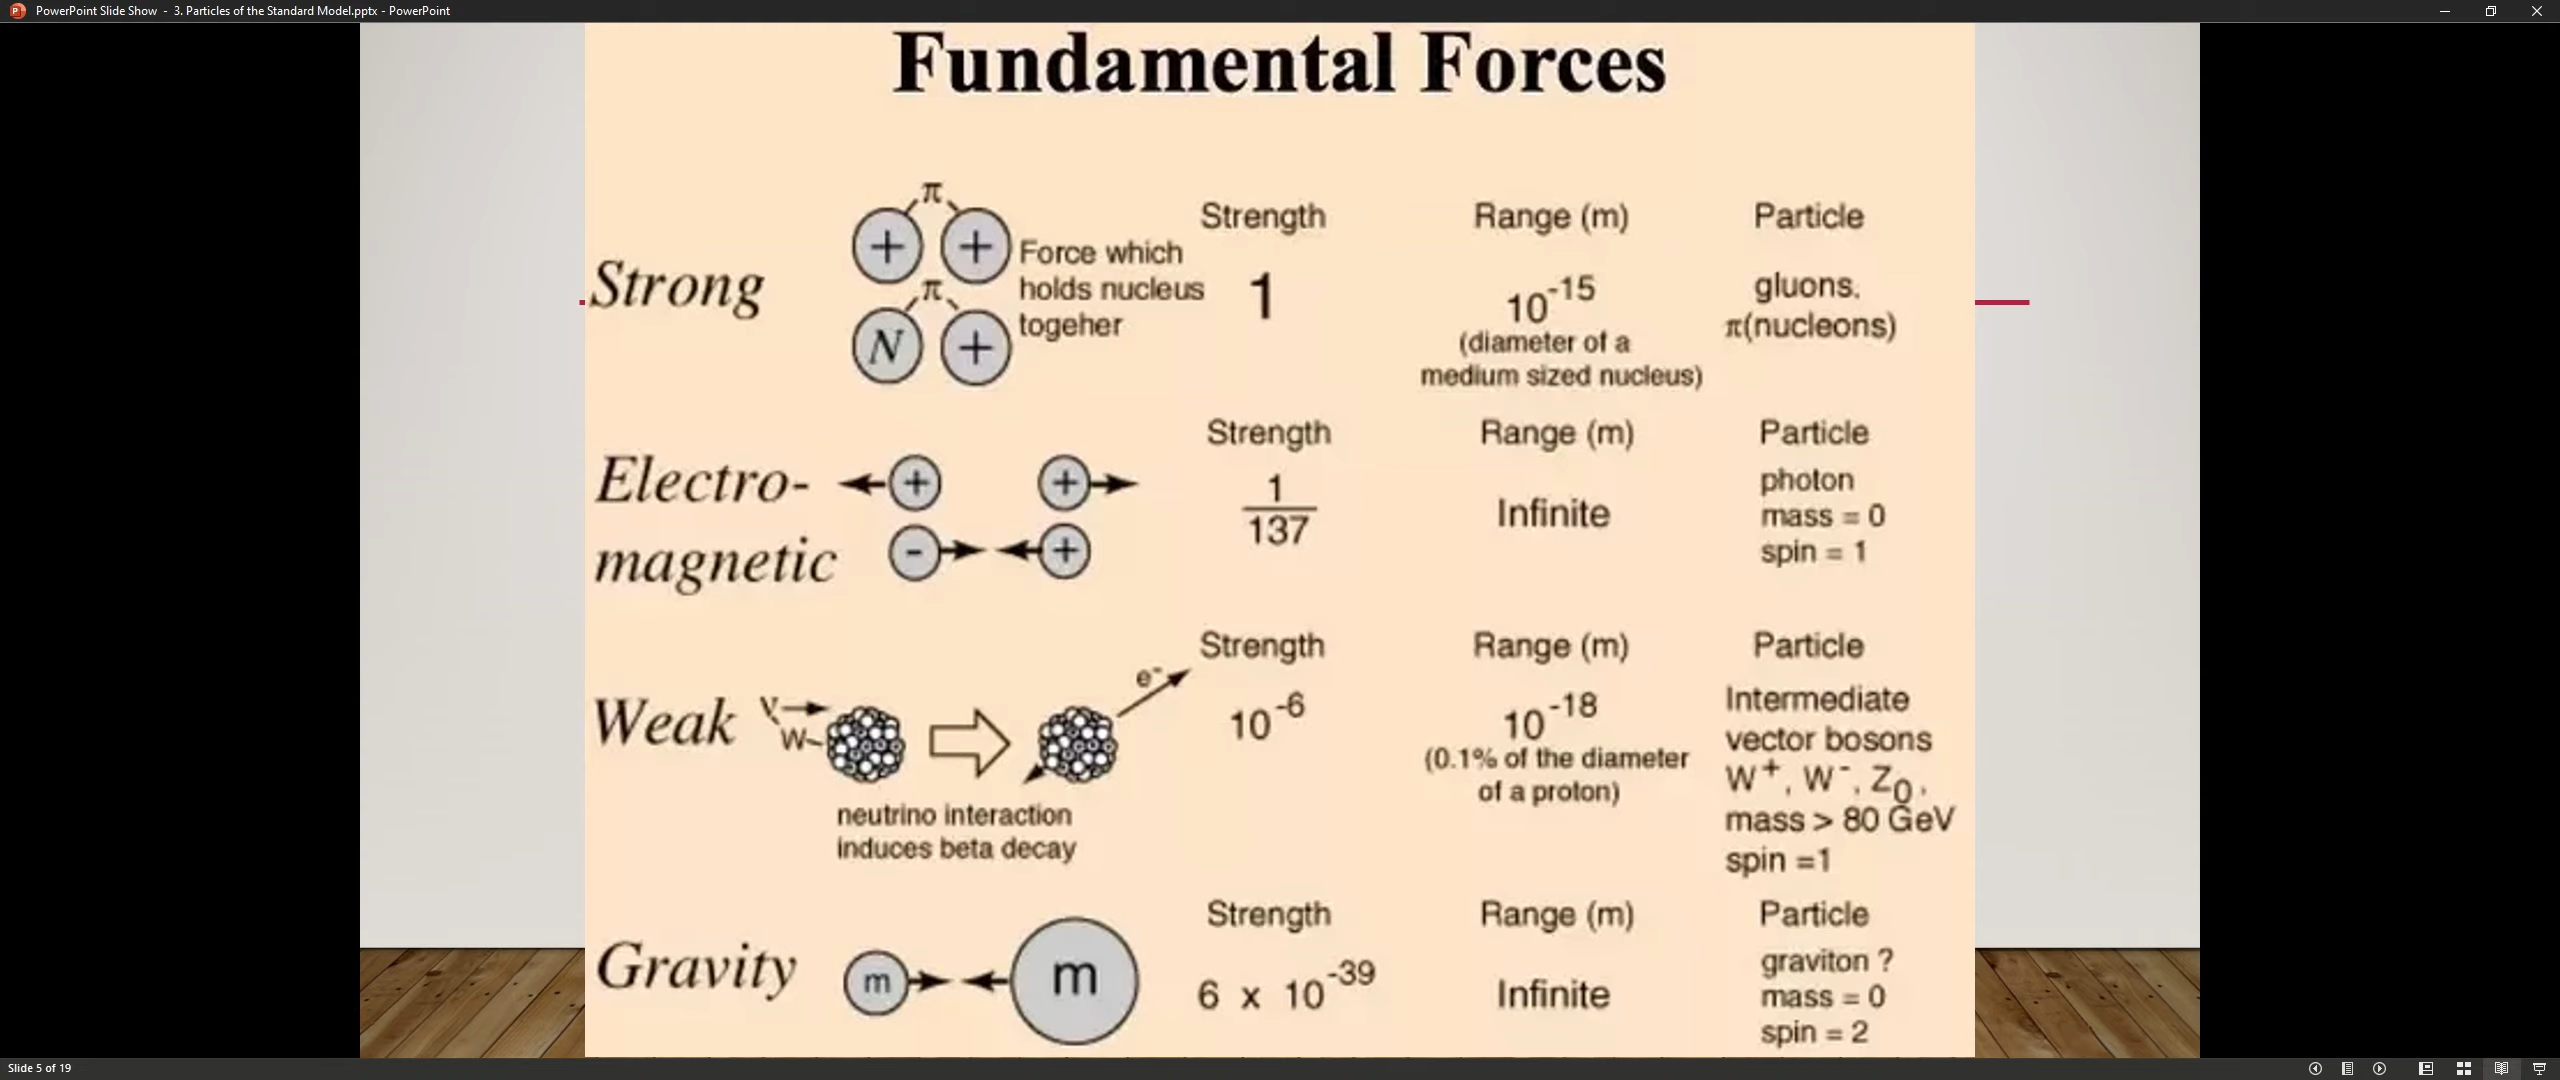 PowerPoint Slide Show - 3. Particles of the Standard Model.pptx - PowerPoint
Fundamental Forces
Strong
π
+ +
π
N +
Force which
holds nucleus
togeher
Strength
1
Range (m)
10^-15
(diameter of a
medium sized nucleus)
Particle
gluons.
π(nucleons)
Electro-
magnetic
+ +
- +
Strength
1
137
Range (m)
Infinite
Particle
photon
mass = 0
spin = 1
Weak
ν
W
e^-
neutrino interaction
induces beta decay
Strength
10^-6
Range (m)
10^-18
(0.1% of the diameter
of a proton)
Particle
Intermediate
vector bosons
W^+, W^-, Z_0,
mass > 80 GeV
spin =1
Gravity
m m
Strength
6 x 10^-39
Range (m)
Infinite
Particle
graviton ?
mass = 0
spin = 2
Slide 5 of 19